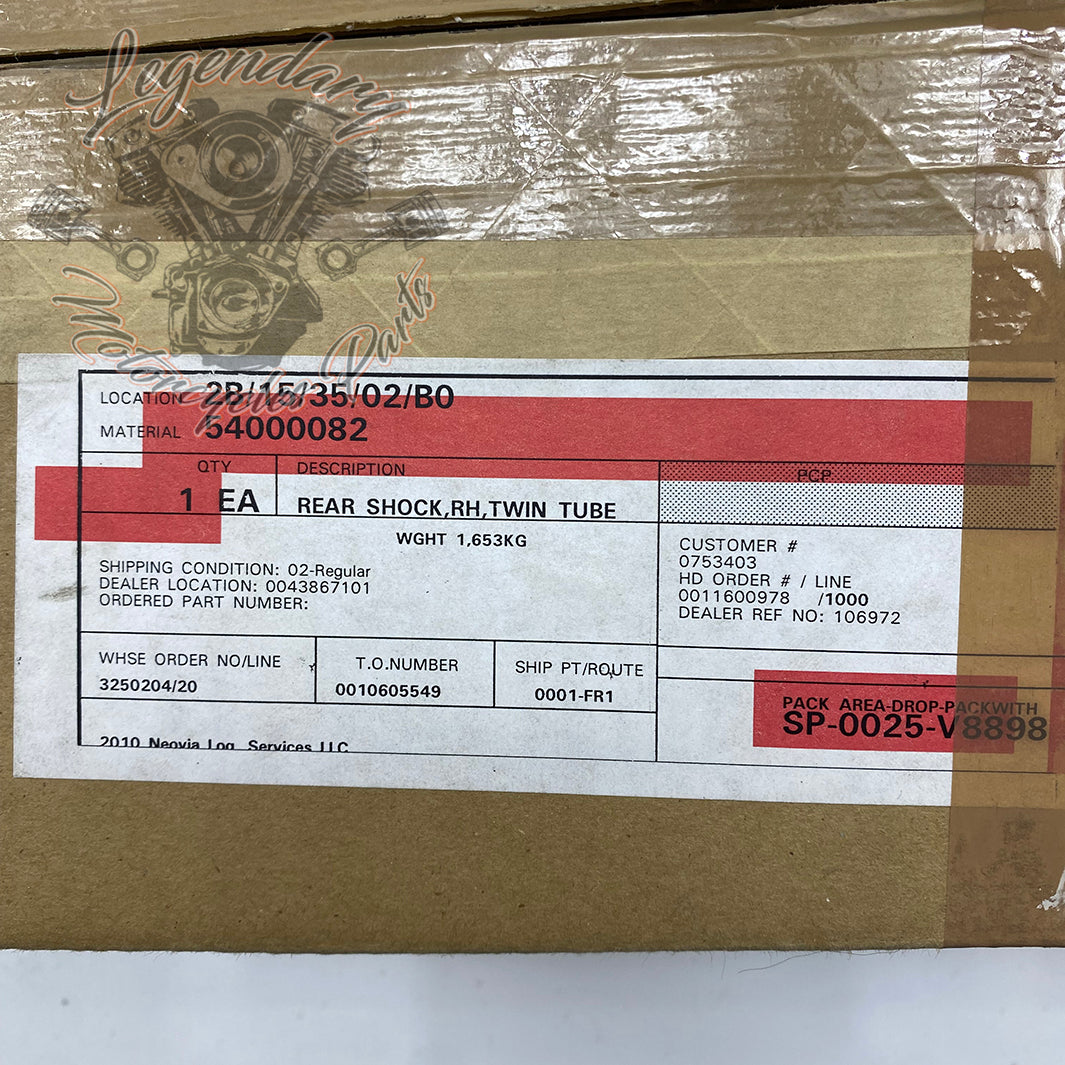 Legendary
Motorcycles Parts
LOCATION 2B/15/35/02/B0
MATERIAL 54000082
QTY DESCRIPTION PCP
1 EA REAR SHOCK,RH,TWIN TUBE
WGHT 1,653KG
SHIPPING CONDITION: 02-Regular
DEALER LOCATION: 0043867101
ORDERED PART NUMBER:
CUSTOMER #
0753403
HD ORDER # / LINE
0011600978 /1000
DEALER REF NO: 106972
WHSE ORDER NO/LINE
3250204/20
T.O.NUMBER
0010605549
SHIP PT/ROUTE
0001-FR1
PACK AREA-DROP-PACKWITH
SP-0025-V8898
2010 Neovia Log. Services LLC